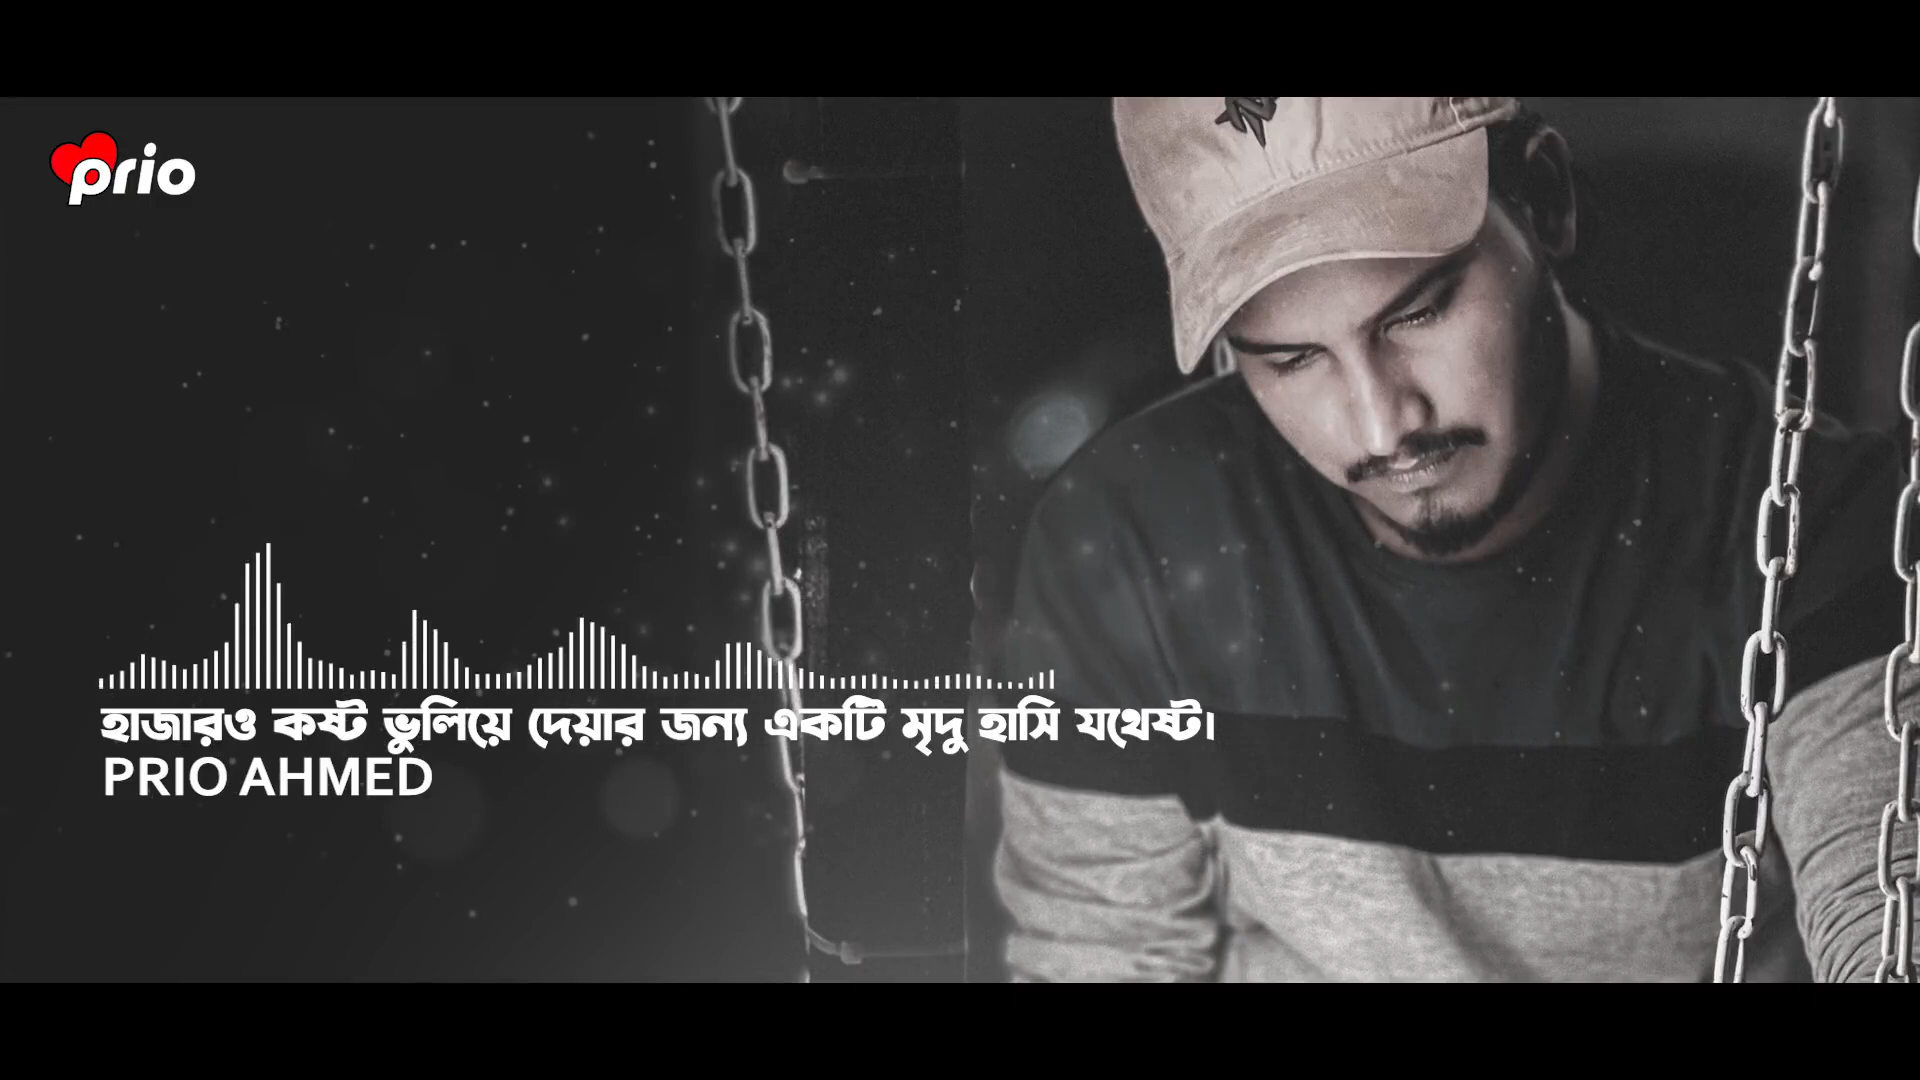 prio
হাজারও কষ্ট ভুলিয়ে দেয়ার জন্য একটি মৃদু হাসি যথেষ্ট।
PRIO AHMED